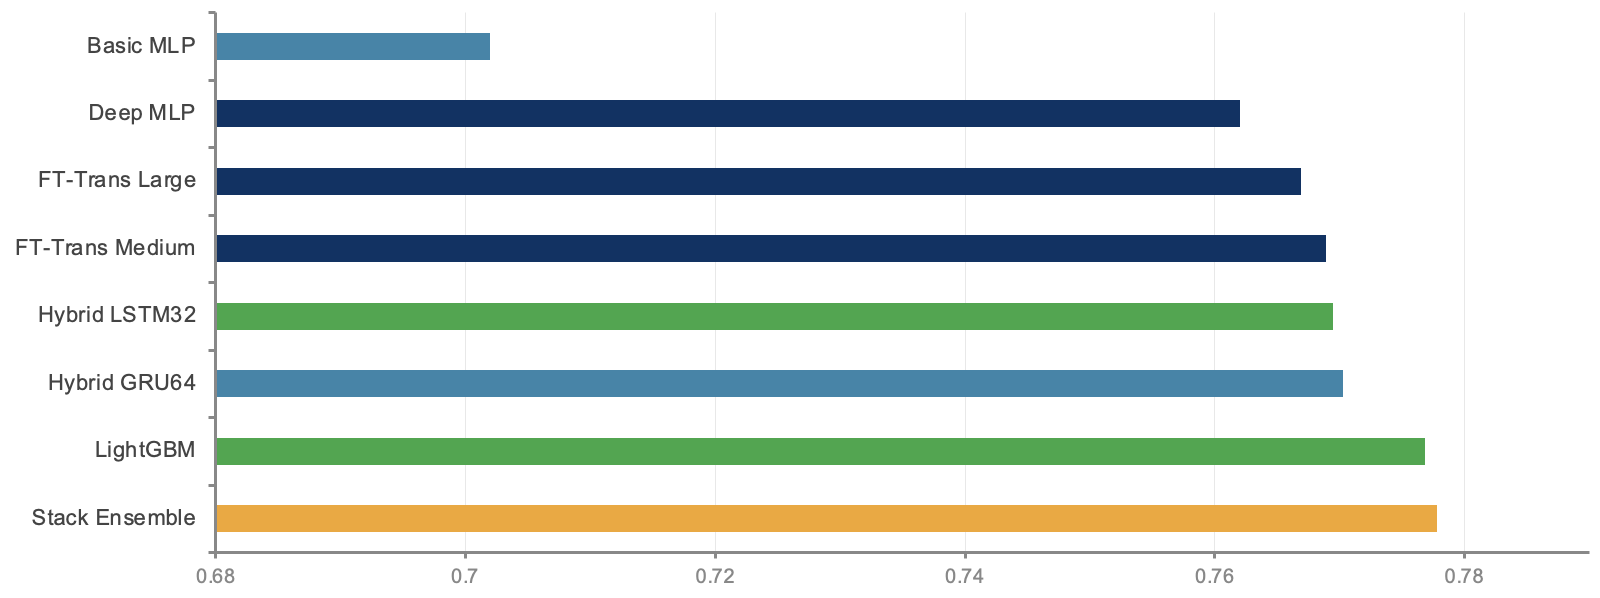 Basic MLP
Deep MLP
FT-Trans Large
FT-Trans Medium
Hybrid LSTM32
Hybrid GRU64
LightGBM
Stack Ensemble
0.68 0.7 0.72 0.74 0.76 0.78